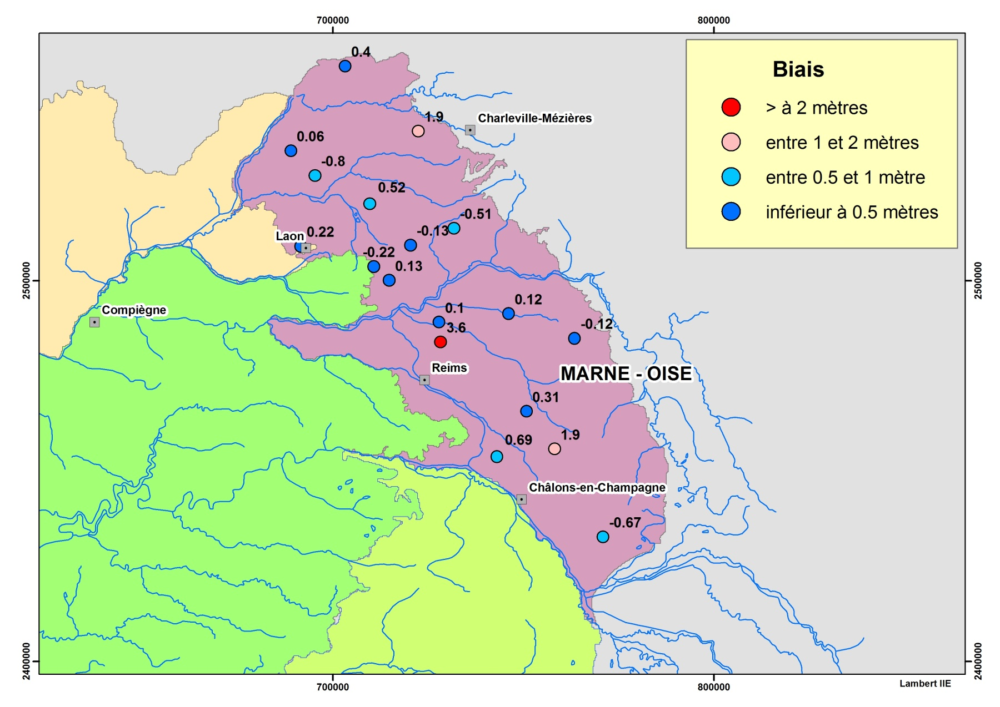 700000
800000
Biais
> à 2 mètres
entre 1 et 2 mètres
entre 0.5 et 1 mètre
inférieur à 0.5 mètres
0.4
1.9
Charleville-Mézières
0.06
-0.8
0.52
-0.51
-0.13
Laon
0.22
-0.22
0.13
2500000
2500000
0.12
0.1
Compiègne
-0.12
3.6
Reims
MARNE - OISE
0.31
1.9
0.69
Châlons-en-Champagne
-0.67
2400000
2400000
700000
800000
Lambert IIE